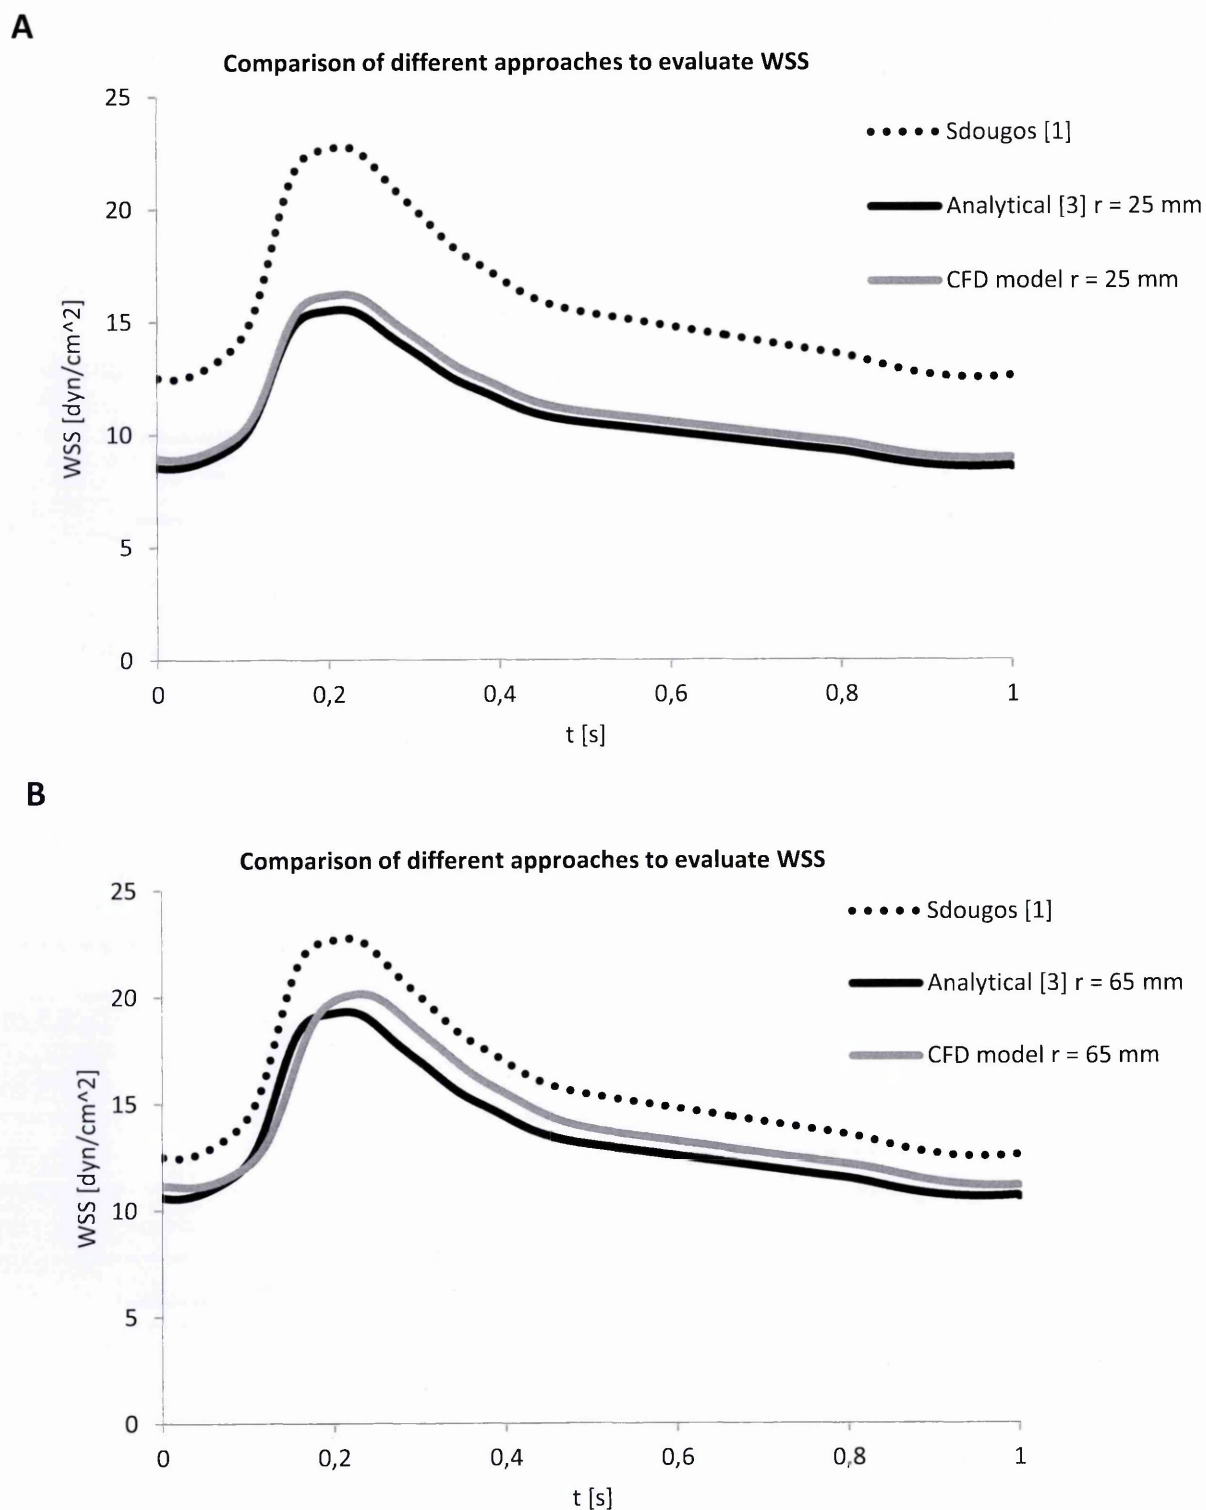 A
Comparison of different approaches to evaluate WSS
25
20
15
10
5
0
WSS [dyn/cm^2]
0 0,2 0,4 0,6 0,8 1
t [s]
Sdougos [1]
Analytical [3] r = 25 mm
CFD model r = 25 mm
B
Comparison of different approaches to evaluate WSS
25
20
15
10
5
0
WSS [dyn/cm^2]
0 0,2 0,4 0,6 0,8 1
t [s]
Sdougos [1]
Analytical [3] r = 65 mm
CFD model r = 65 mm